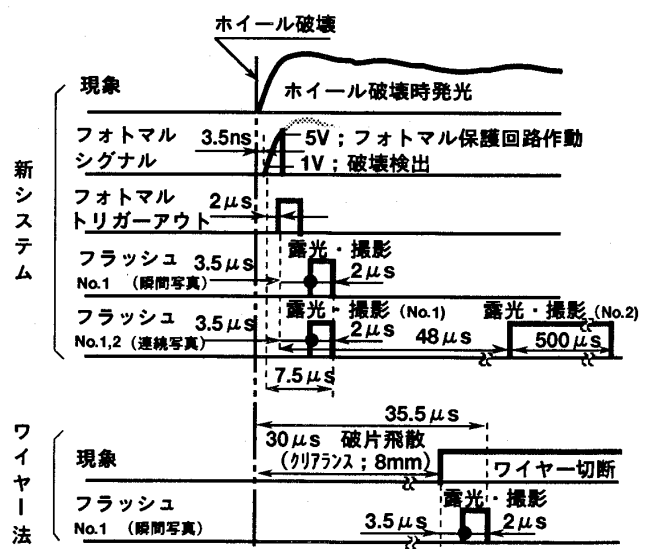 ホイール破壊
現象
ホイール破壊時発光
フォトマル
シグナル
3.5ns
5V；フォトマル保護回路作動
1V；破壊検出
新システム
フォトマル
トリガーアウト
2μs
フラッシュ
No.1 （瞬間写真）
3.5μs
露光・撮影
2μs
フラッシュ
No.1,2 （連続写真）
3.5μs
露光・撮影 (No.1)
2μs
48μs
露光・撮影 (No.2)
500μs
7.5μs
ワイヤー法
35.5μs
現象
30μs 破片飛散
（クリアランス；8mm）
ワイヤー切断
フラッシュ
No.1 （瞬間写真）
3.5μs
露光・撮影
2μs